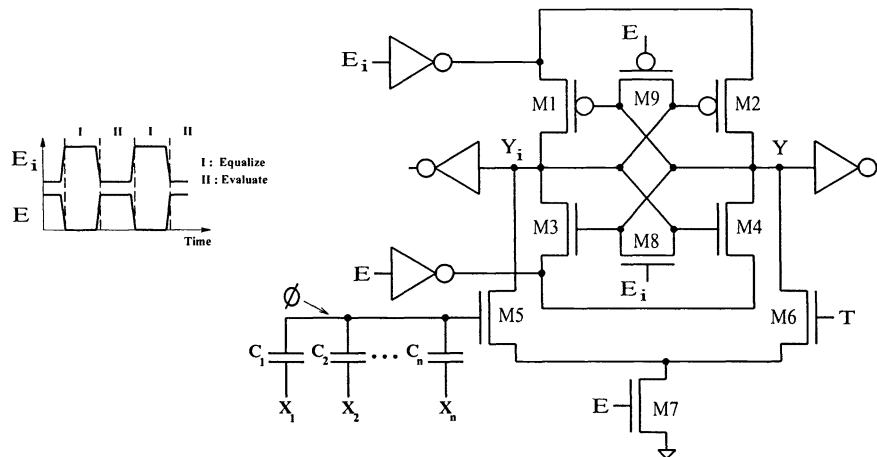 I II I II
E_i
E
I : Equalize
II : Evaluate
Time
E_i
E
M1
M9
M2
Y_i
Y
M3
M8
M4
E
E_i
Ø
M5
M6
T
C_1 C_2 ••• C_n
X_1 X_2 X_n
E
M7